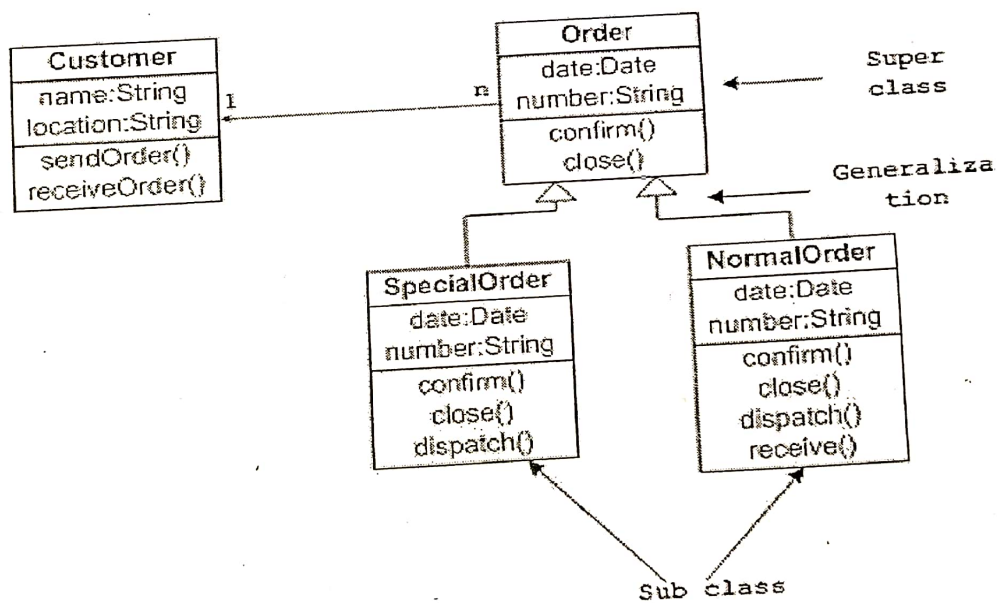 Customer
name:String
location:String
sendOrder()
receiveOrder()
1
n
Order
date:Date
number:String
confirm()
close()
Super
class
Generaliza
tion
SpecialOrder
date:Date
number:String
confirm()
close()
dispatch()
NormalOrder
date:Date
number:String
confirm()
close()
dispatch()
receive()
Sub class